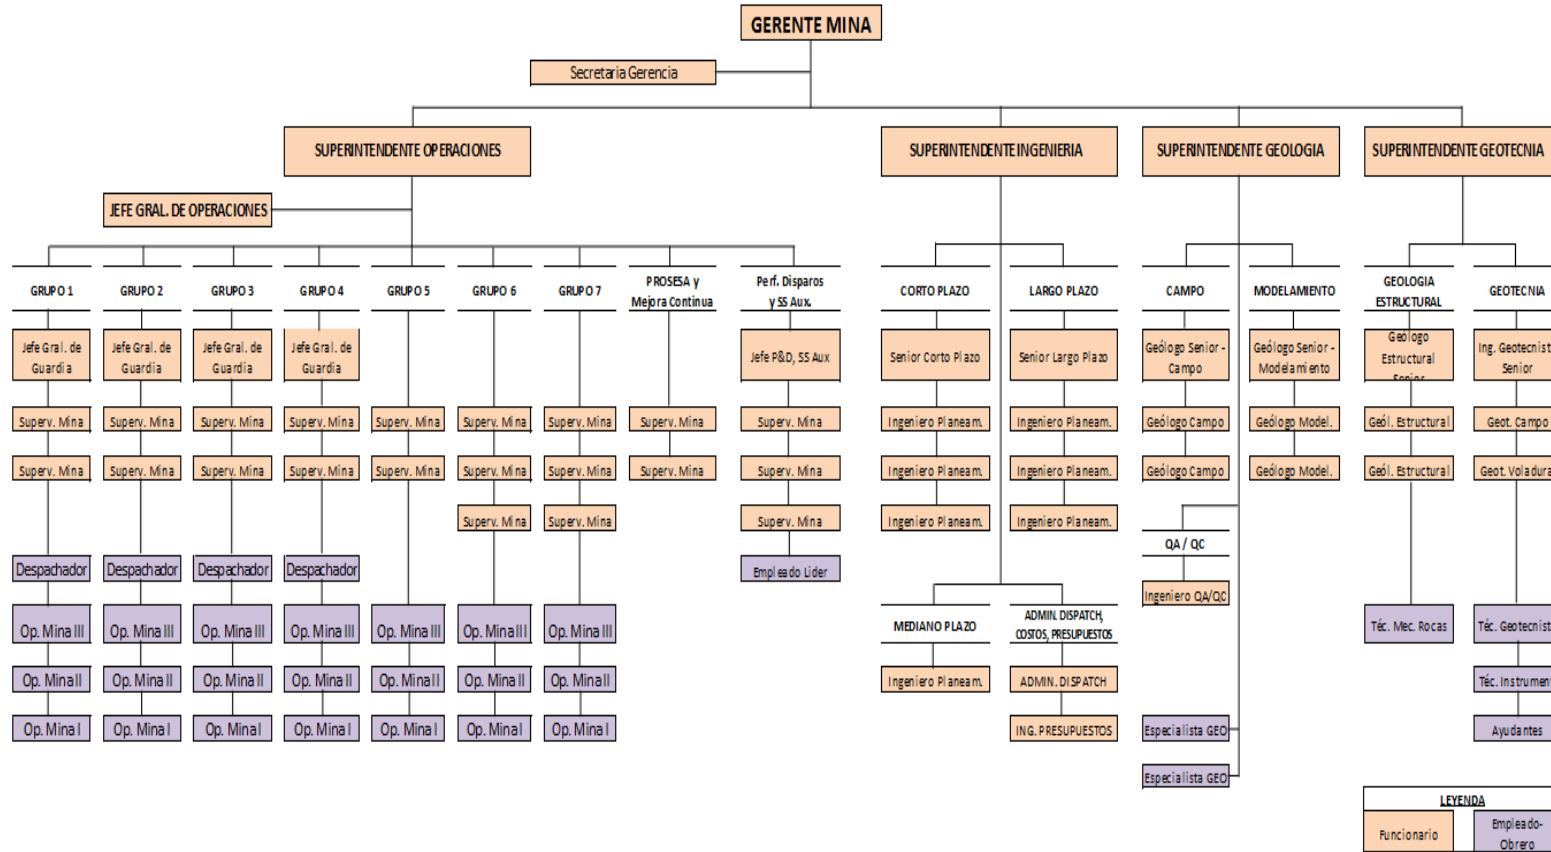 GERENTE MINA
Secretaria Gerencia
SUPERINTENDENTE OPERACIONES
SUPERINTENDENTE INGENIERIA
SUPERINTENDENTE GEOLOGIA
SUPERINTENDENTE GEOTECNIA
JEFE GRAL. DE OPERACIONES
GRUPO 1
GRUPO 2
GRUPO 3
GRUPO 4
GRUPO 5
GRUPO 6
GRUPO 7
PROSESA y
Mejora Continua
Perf. Disparos
y SS Aux.
CORTO PLAZO
LARGO PLAZO
CAMPO
MODELAMIENTO
GEOLOGIA
ESTRUCTURAL
GEOTECNIA
Jefe Gral. de
Guardia
Jefe Gral. de
Guardia
Jefe Gral. de
Guardia
Jefe Gral. de
Guardia
Jefe P&D, SS Aux
Senior Corto Plazo
Senior Largo Plazo
Geólogo Senior -
Campo
Geólogo Senior -
Modelamiento
Geólogo
Estructural
Senior
Ing. Geotecnist
Senior
Superv. Mina
Superv. Mina
Superv. Mina
Superv. Mina
Superv. Mina
Superv. Mina
Superv. Mina
Superv. Mina
Superv. Mina
Ingeniero Planeam.
Ingeniero Planeam.
Geólogo Campo
Geólogo Model.
Geól. Estructural
Geot. Campo
Superv. Mina
Superv. Mina
Superv. Mina
Superv. Mina
Superv. Mina
Superv. Mina
Superv. Mina
Superv. Mina
Superv. Mina
Ingeniero Planeam.
Ingeniero Planeam.
Geólogo Campo
Geólogo Model.
Geól. Estructural
Geot. Voladura
Superv. Mina
Superv. Mina
Superv. Mina
Ingeniero Planeam.
Ingeniero Planeam.
QA / QC
Despachador
Despachador
Despachador
Despachador
Empleado Lider
Ingeniero QA/QC
Op. Mina III
Op. Mina III
Op. Mina III
Op. Mina III
Op. Mina III
Op. Mina III
Op. Mina III
MEDIANO PLAZO
ADMIN. DISPATCH,
COSTOS, PRESUPUESTOS
Téc. Mec. Rocas
Téc. Geotecnist
Op. Mina II
Op. Mina II
Op. Mina II
Op. Mina II
Op. Mina II
Op. Mina II
Op. Mina II
Ingeniero Planeam.
ADMIN. DISPATCH
Téc. Instrumen
Op. Mina I
Op. Mina I
Op. Mina I
Op. Mina I
Op. Mina I
Op. Mina I
Op. Mina I
ING. PRESUPUESTOS
Especialista GEO
Ayudantes
Especialista GEO
LEYENDA
Funcionario
Empleado-
Obrero